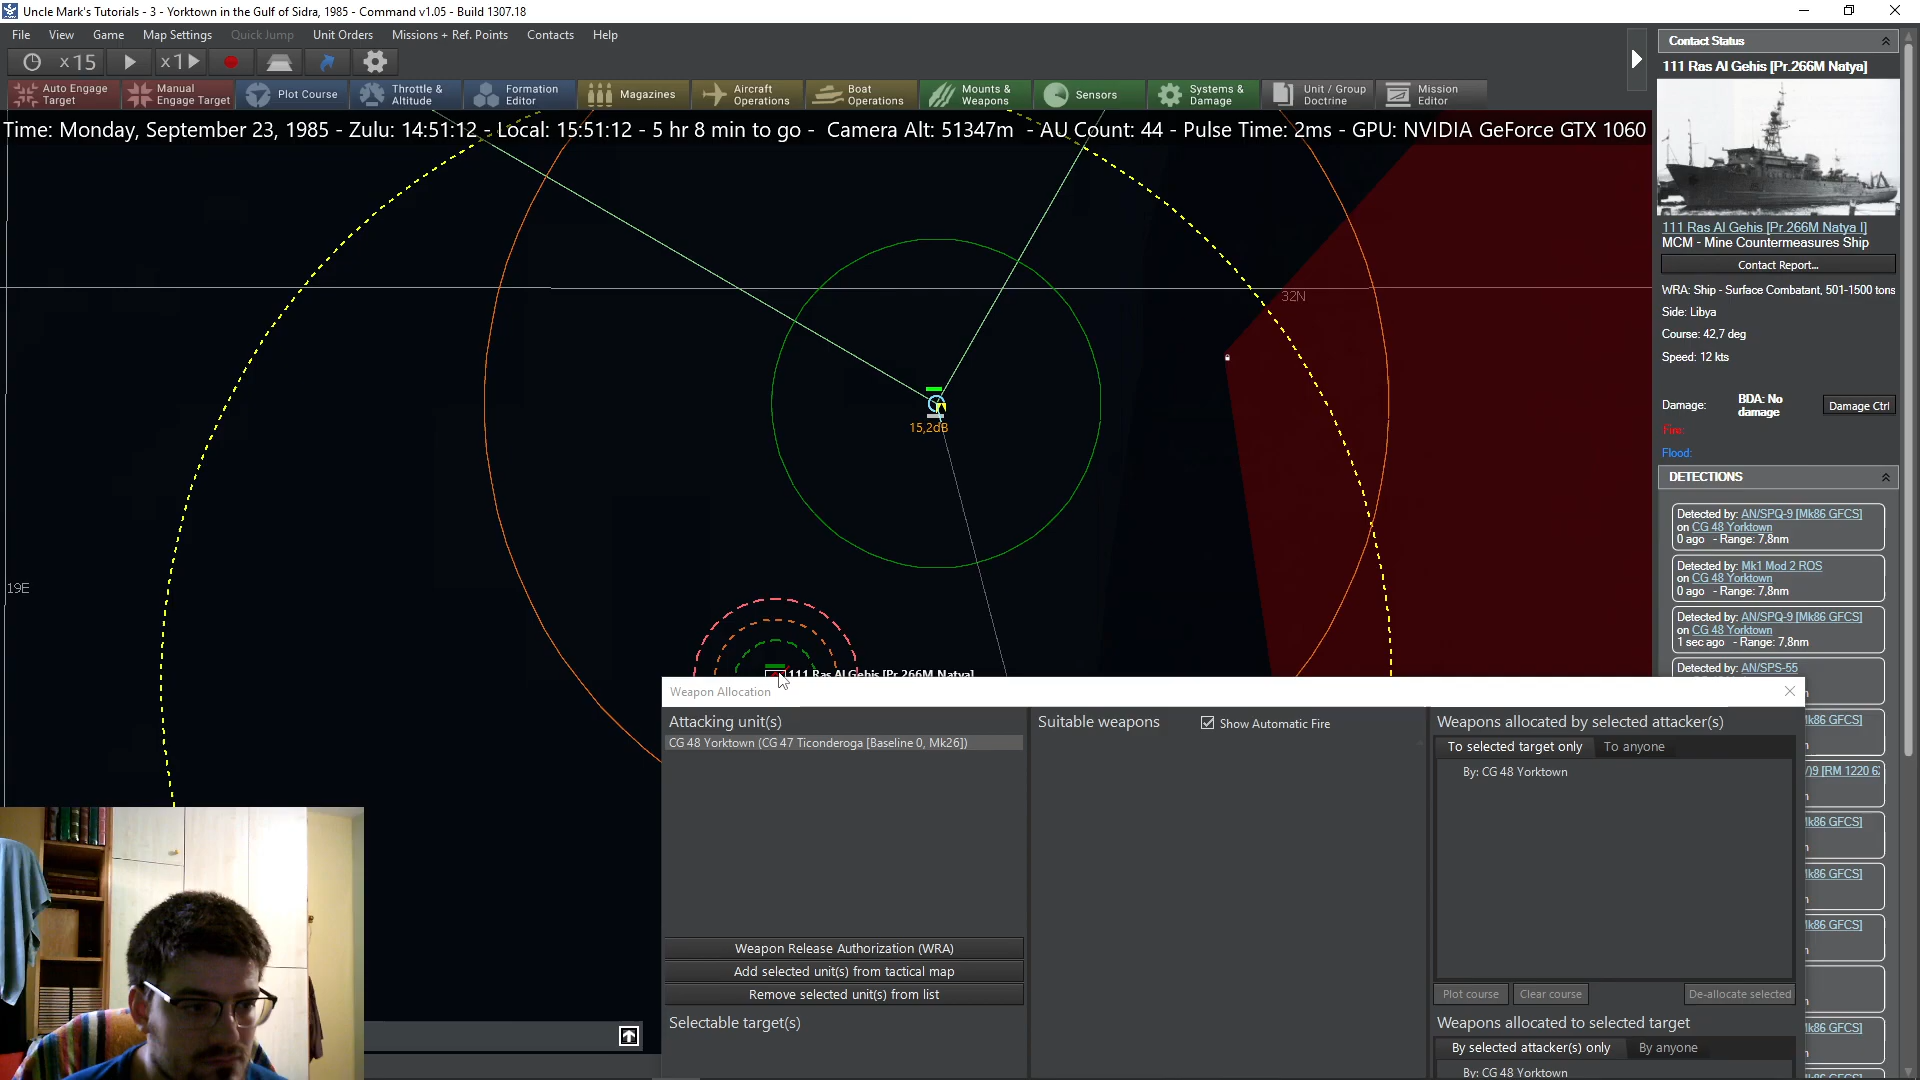 Uncle Mark's Tutorials - 3 - Yorktown in the Gulf of Sidra, 1985 - Command v1.05 - Build 1307.18
File View Game Map Settings Quick Jump Unit Orders Missions + Ref. Points Contacts Help
x 15 x1
Auto Engage Target
Manual Engage Target
Plot Course
Throttle & Altitude
Formation Editor
Magazines
Aircraft Operations
Boat Operations
Mounts & Weapons
Sensors
Systems & Damage
Unit / Group Doctrine
Mission Editor
Time: Monday, September 23, 1985 - Zulu: 14:51:12 - Local: 15:51:12 - 5 hr 8 min to go - Camera Alt: 51347m - AU Count: 44 - Pulse Time: 2ms - GPU: NVIDIA GeForce GTX 1060
32N
15,2dB
19E
111 Ras Al Gehis [Pr.266M Natya]
Weapon Allocation
Attacking unit(s)
CG 48 Yorktown (CG 47 Ticonderoga [Baseline 0, Mk26])
Weapon Release Authorization (WRA)
Add selected unit(s) from tactical map
Remove selected unit(s) from list
Selectable target(s)
Suitable weapons
Show Automatic Fire
Weapons allocated by selected attacker(s)
To selected target only To anyone
By: CG 48 Yorktown
Plot course Clear course De-allocate selected
Weapons allocated to selected target
By selected attacker(s) only By anyone
By: CG 48 Yorktown
Contact Status
111 Ras Al Gehis [Pr.266M Natya]
111 Ras Al Gehis [Pr.266M Natya I]
MCM - Mine Countermeasures Ship
Contact Report...
WRA: Ship - Surface Combatant, 501-1500 tons
Side: Libya
Course: 42,7 deg
Speed: 12 kts
Damage: BDA: No damage Damage Ctrl
Fire:
Flood:
DETECTIONS
Detected by: AN/SPQ-9 [Mk86 GFCS]
on CG 48 Yorktown
0 ago - Range: 7,8nm
Detected by: Mk1 Mod 2 ROS
on CG 48 Yorktown
0 ago - Range: 7,8nm
Detected by: AN/SPQ-9 [Mk86 GFCS]
on CG 48 Yorktown
1 sec ago - Range: 7,8nm
Detected by: AN/SPS-55